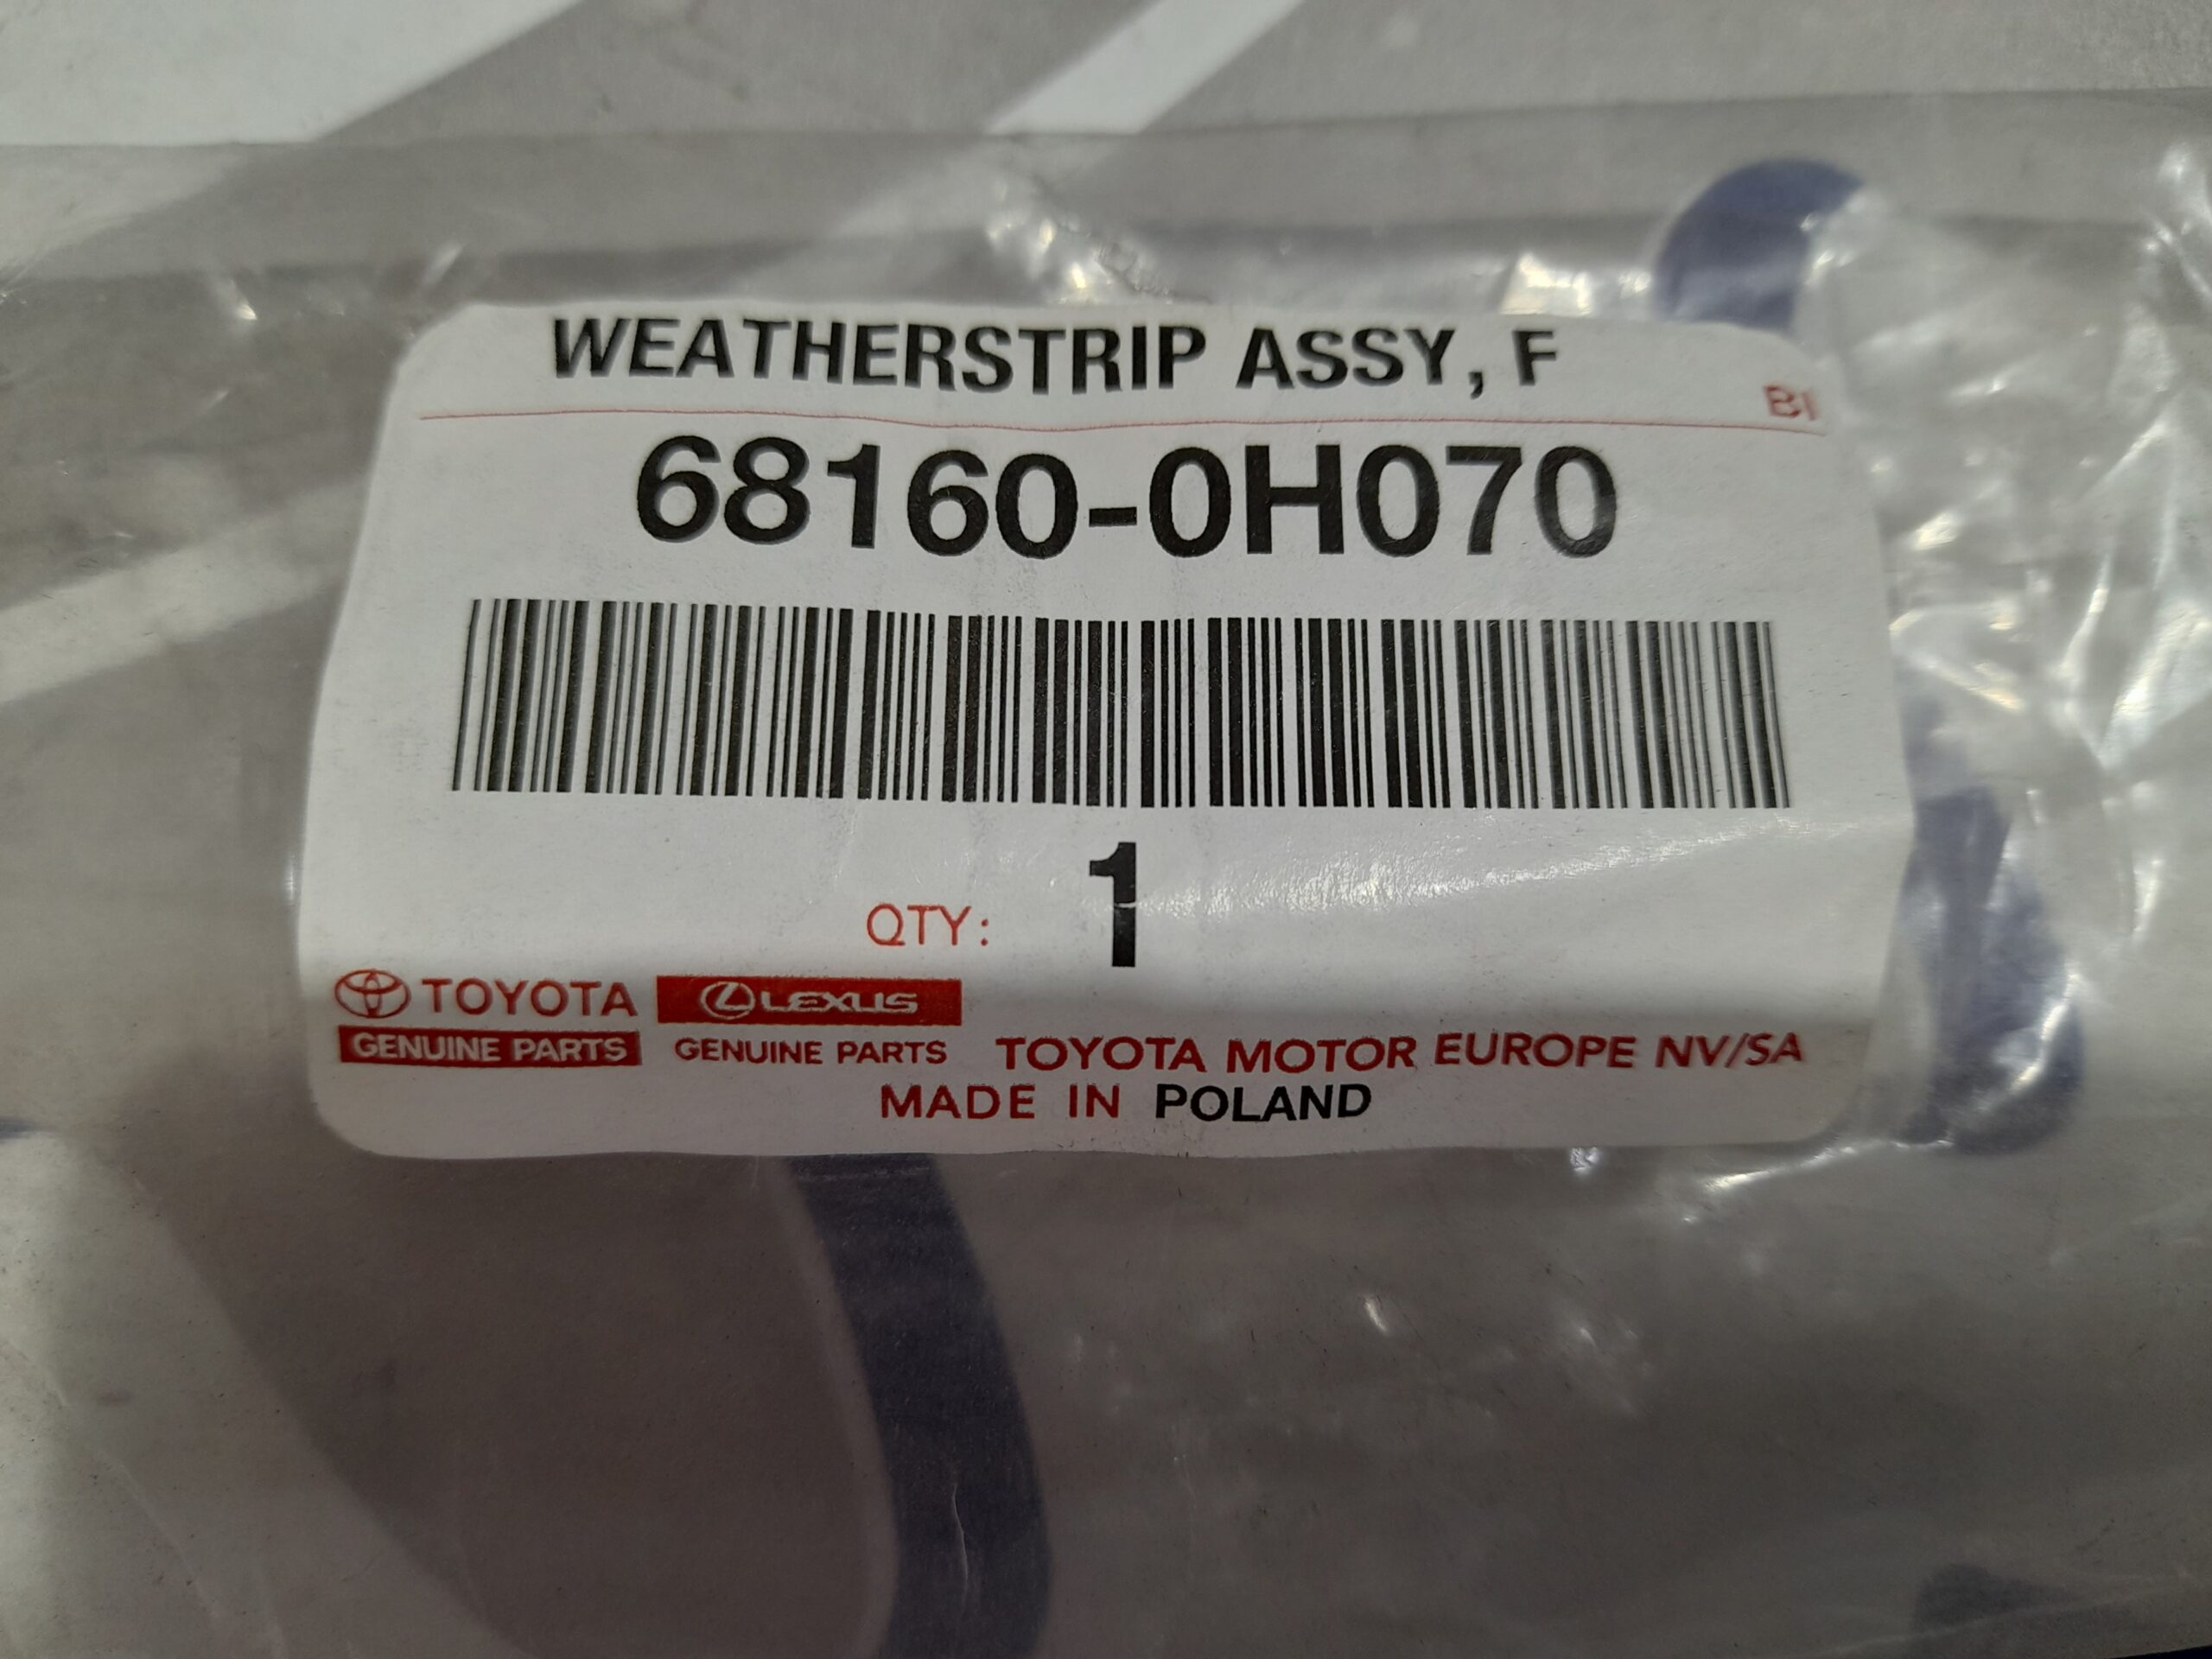 WEATHERSTRIP ASSY, F
BI
68160-0H070
QTY: 1
TOYOTA LEXUS
GENUINE PARTS GENUINE PARTS TOYOTA MOTOR EUROPE NV/SA
MADE IN POLAND